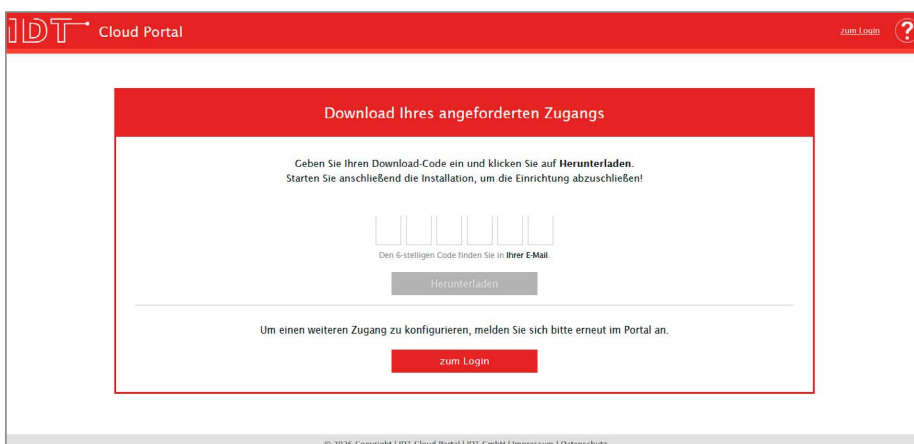 IDT Cloud Portal
zum Login
?
Download Ihres angeforderten Zugangs
Geben Sie Ihren Download-Code ein und klicken Sie auf Herunterladen.
Starten Sie anschließend die Installation, um die Einrichtung abzuschließen!
Den 6-stelligen Code finden Sie in Ihrer E-Mail.
Herunterladen
Um einen weiteren Zugang zu konfigurieren, melden Sie sich bitte erneut im Portal an.
zum Login
© 2026 Copyright | IDT Cloud Portal | IDT GmbH | Impressum | Datenschutz